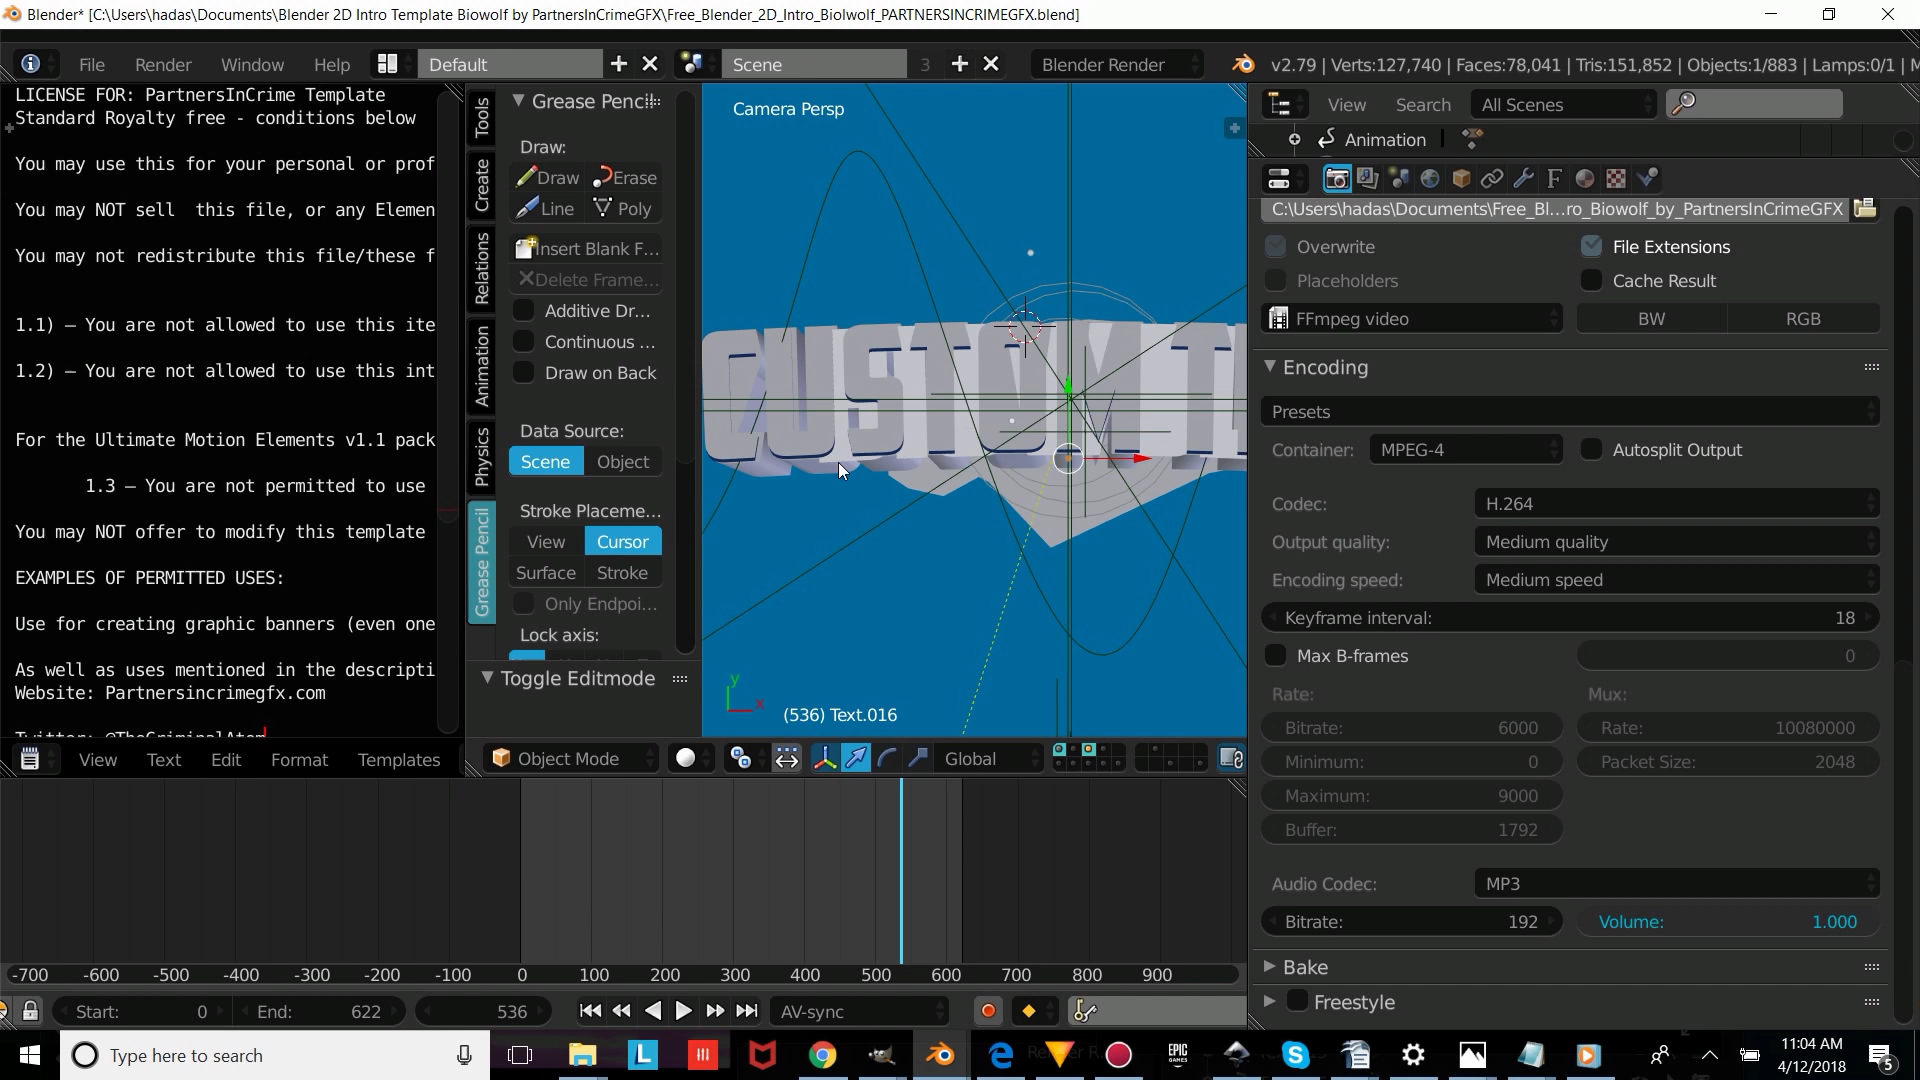 Blender* [C:\Users\hadas\Documents\Blender 2D Intro Template Biowolf by PartnersInCrimeGFX\Free_Blender_2D_Intro_Biolwolf_PARTNERSINCRIMEGFX.blend]
File Render Window Help Default Scene 3 Blender Render v2.79 | Verts:127,740 | Faces:78,041 | Tris:151,852 | Objects:1/883 | Lamps:0/1 |
LICENSE FOR: PartnersInCrime Template
Standard Royalty free - conditions below
You may use this for your personal or prof
You may NOT sell  this file, or any Elemen
You may not redistribute this file/these f
1.1) – You are not allowed to use this ite
1.2) – You are not allowed to use this int
For the Ultimate Motion Elements v1.1 pack
1.3 – You are not permitted to use
You may NOT offer to modify this template
EXAMPLES OF PERMITTED USES:
Use for creating graphic banners (even one
As well as uses mentioned in the descripti
Website: Partnersincrimegfx.com
Twitter: @TheCriminalAtom
View Text Edit Format Templates
Tools
Create
Relations
Animation
Physics
Grease Pencil
Grease Pencil
Draw:
Draw Erase
Line Poly
Insert Blank F...
Delete Frame...
Additive Dr...
Continuous ...
Draw on Back
Data Source:
Scene Object
Stroke Placeme...
View Cursor
Surface Stroke
Only Endpoi...
Lock axis:
Toggle Editmode
Camera Persp
CUSTOM
y
x
(536) Text.016
Object Mode Global
View Search All Scenes
Animation
C:\Users\hadas\Documents\Free_Bl...ro_Biowolf_by_PartnersInCrimeGFX
Overwrite File Extensions
Placeholders Cache Result
FFmpeg video BW RGB
Encoding
Presets
Container: MPEG-4 Autosplit Output
Codec: H.264
Output quality: Medium quality
Encoding speed: Medium speed
Keyframe interval: 18
Max B-frames 0
Rate: Mux:
Bitrate: 6000 Rate: 10080000
Minimum: 0 Packet Size: 2048
Maximum: 9000
Buffer: 1792
Audio Codec: MP3
Bitrate: 192 Volume: 1.000
Bake
Freestyle
-700 -600 -500 -400 -300 -200 -100 0 100 200 300 400 500 600 700 800 900
Start: 0 End: 622 536 AV-sync
Type here to search L EPIC GAMES 11:04 AM
4/12/2018 5